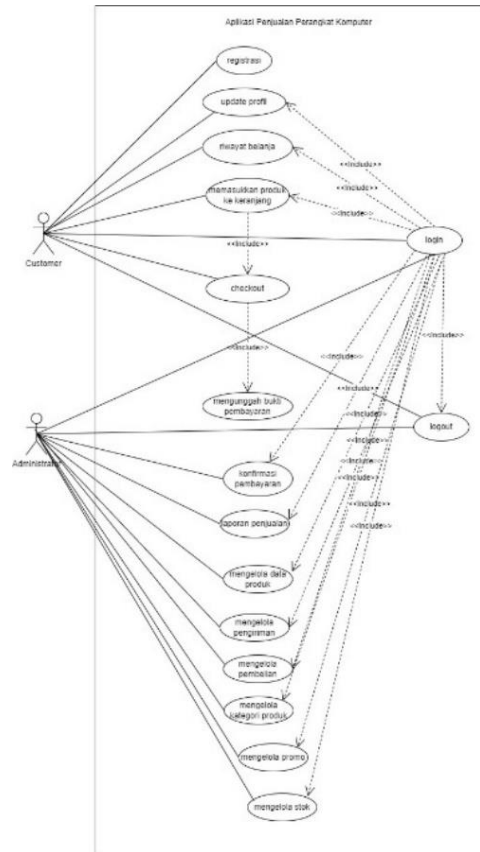 Aplikasi Penjualan Perangkat Komputer
registrasi
update profil
riwayat belanja
<<Include>>
<<Include>>
memasukkan produk
ke keranjang
<<Include>>
login
Customer
<<Include>>
checkout
<<Include>>
<<Include>>
<<Include>>
mengunggah bukti
pembayaran
<<Include>>
<<Include>>
logout
Administrator
<<Include>>
konfirmasi
pembayaran
<<Include>>
<<Include>>
laporan penjualan
<<Include>>
<<Include>>
mengelola data
produk
mengelola
pengiriman
mengelola
pembelian
mengelola
kategori produk
mengelola promo
mengelola stok